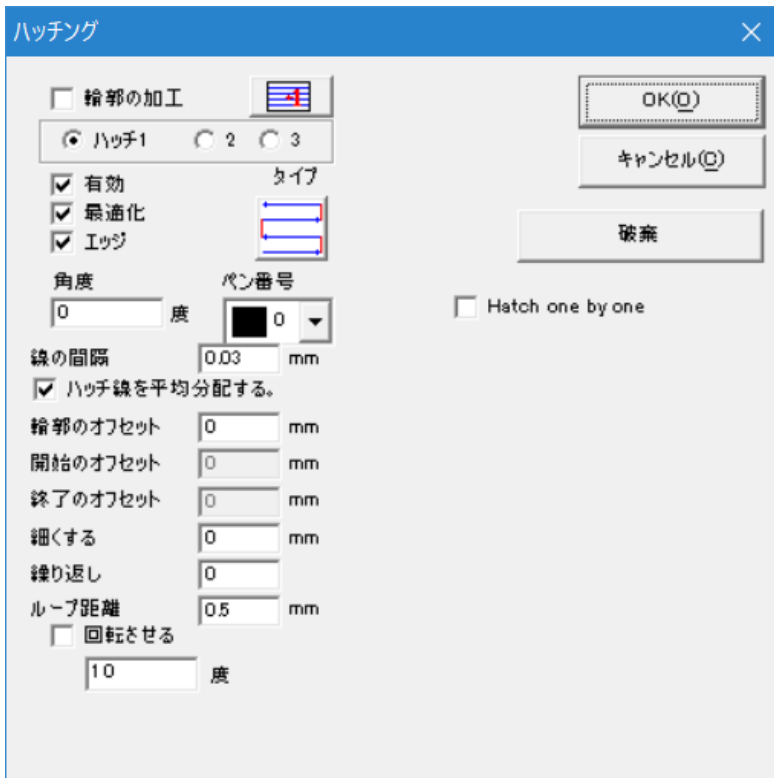 ハッチング
輪郭の加工
OK(O)
ハッチ1 2 3
キャンセル(C)
有効 タイプ
最適化
エッジ
破棄
角度 ペン番号
0 度 0
Hatch one by one
線の間隔 0.03 mm
ハッチ線を平均分配する。
輪郭のオフセット 0 mm
開始のオフセット 0 mm
終了のオフセット 0 mm
細くする 0 mm
繰り返し 0
ループ距離 0.5 mm
回転させる
10 度